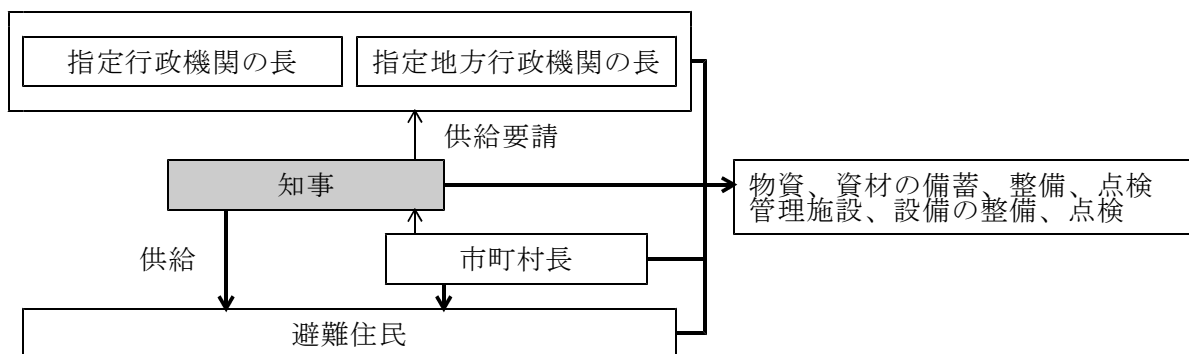 指定行政機関の長
指定地方行政機関の長
供給要請
知事
物資、資材の備蓄、整備、点検
管理施設、設備の整備、点検
供給
市町村長
避難住民